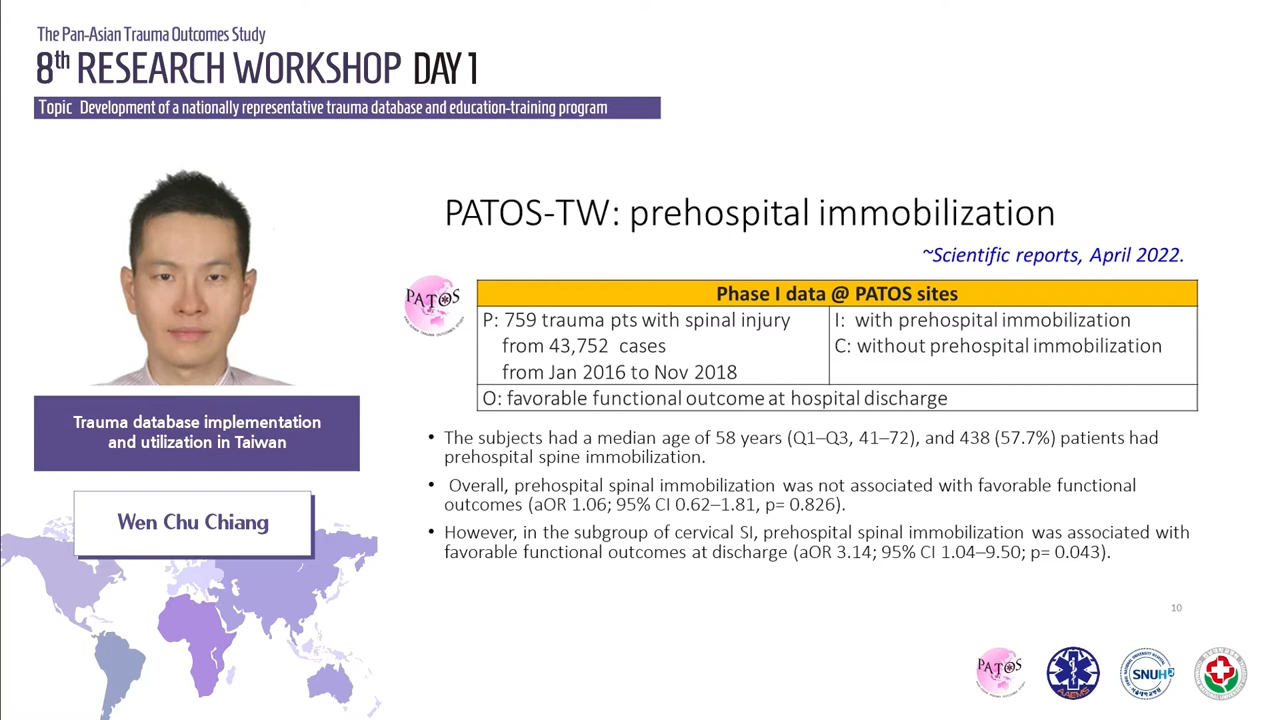 The Pan-Asian Trauma Outcomes Study
8th RESEARCH WORKSHOP DAY 1
Topic Development of a nationally representative trauma database and education-training program
Trauma database implementation
and utilization in Taiwan
Wen Chu Chiang
PATOS-TW: prehospital immobilization
~Scientific reports, April 2022.
PATOS
Phase I data @ PATOS sites
P: 759 trauma pts with spinal injury
from 43,752 cases
from Jan 2016 to Nov 2018
I: with prehospital immobilization
C: without prehospital immobilization
O: favorable functional outcome at hospital discharge
• The subjects had a median age of 58 years (Q1–Q3, 41–72), and 438 (57.7%) patients had
prehospital spine immobilization.
• Overall, prehospital spinal immobilization was not associated with favorable functional
outcomes (aOR 1.06; 95% CI 0.62–1.81, p= 0.826).
• However, in the subgroup of cervical SI, prehospital spinal immobilization was associated with
favorable functional outcomes at discharge (aOR 3.14; 95% CI 1.04–9.50; p= 0.043).
10
PATOS
AAEMS
SNUH